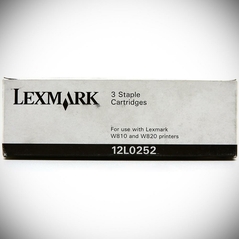 LEXMARK
3 Staple
Cartridges
For use with Lexmark
W810 and W820 printers
12L0252